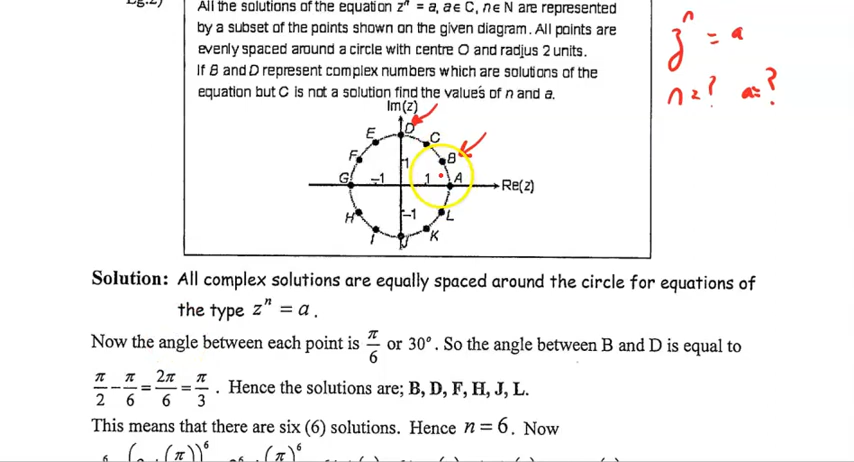 All the solutions of the equation zⁿ = a, a∈ C, n∈ N are represented
by a subset of the points shown on the given diagram. All points are
evenly spaced around a circle with centre O and radius 2 units.
If B and D represent complex numbers which are solutions of the
equation but C is not a solution find the values of n and a.
zⁿ = a
n = ? a = ?
Im(z)
D
E C
F 1 B
G -1 1 A Re(z)
H -1 L
I J K
Solution: All complex solutions are equally spaced around the circle for equations of
the type zⁿ = a.
Now the angle between each point is π/6 or 30°. So the angle between B and D is equal to
π/2 − π/6 = 2π/6 = π/3. Hence the solutions are; B, D, F, H, J, L.
This means that there are six (6) solutions. Hence n = 6. Now